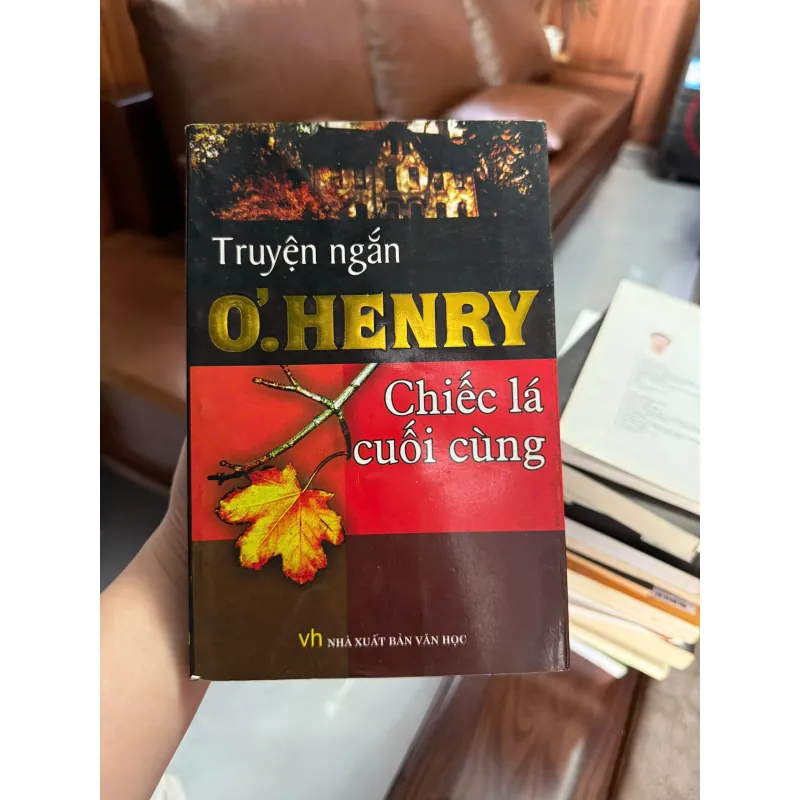 Truyện ngắn
O'.HENRY
Chiếc lá
cuối cùng
vh NHÀ XUẤT BẢN VĂN HỌC